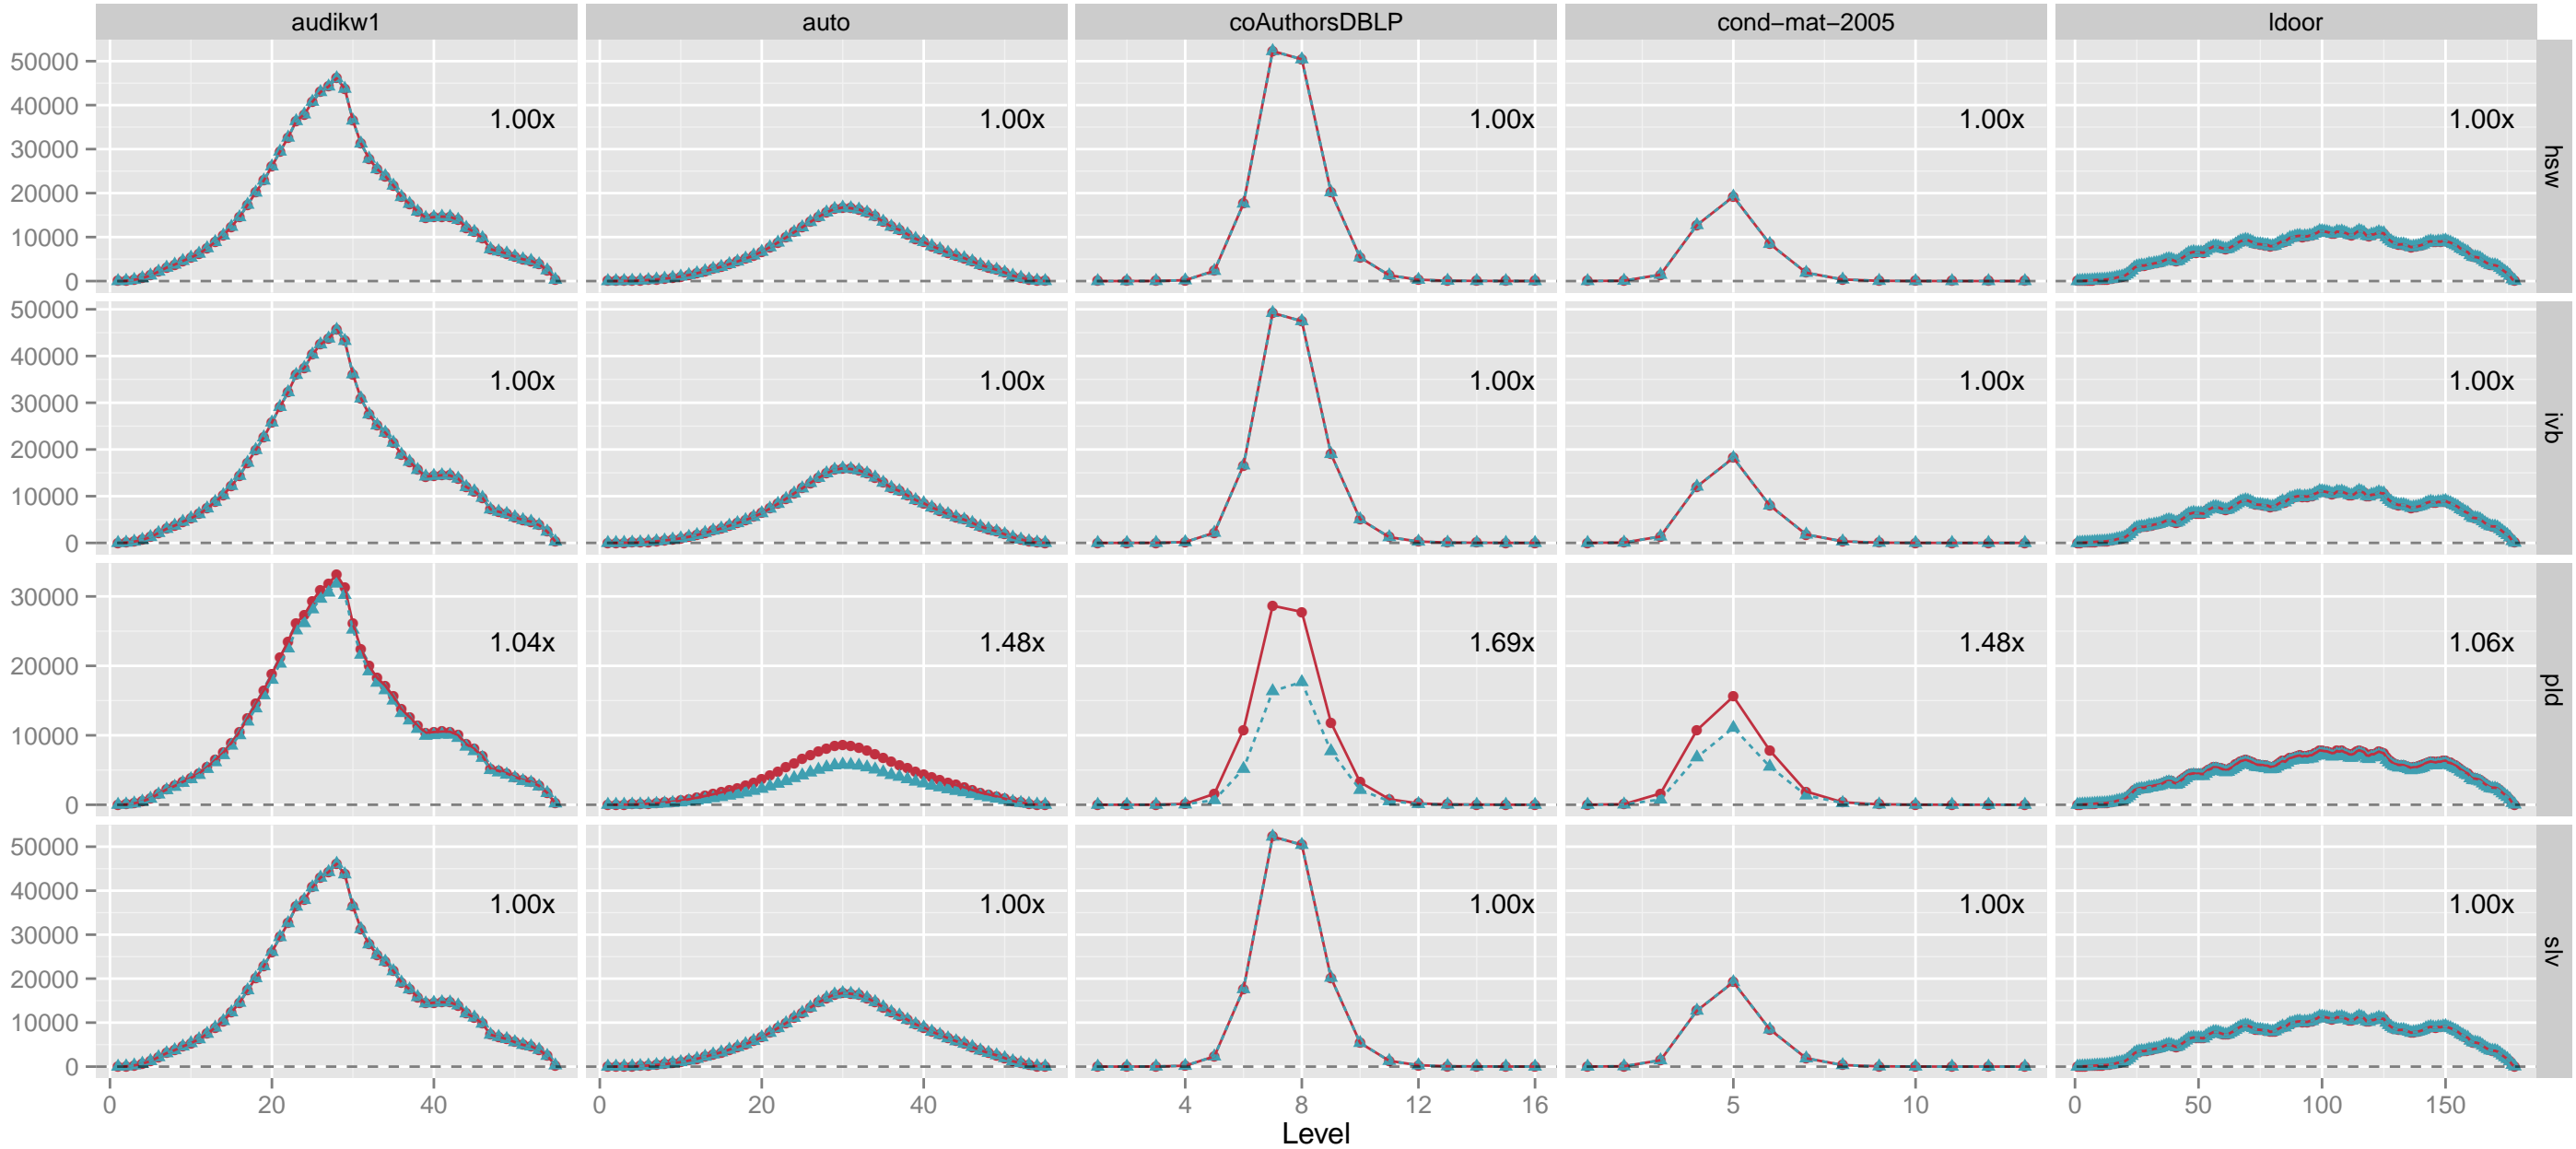 audikw1 auto coAuthorsDBLP cond−mat−2005 ldoor
50000
40000
1.00x 1.00x 1.00x 1.00x 1.00x
30000
hsw
20000
10000
0
50000
40000
1.00x 1.00x 1.00x 1.00x 1.00x
30000
ivb
20000
10000
0
30000
1.04x 1.48x 1.69x 1.48x 1.06x
20000
pld
10000
0
50000
40000
1.00x 1.00x 1.00x 1.00x 1.00x
30000
slv
20000
10000
0
0 20 40 0 20 40 4 8 12 16 5 10 0 50 100 150
Level